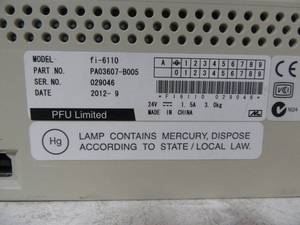 MODEL fi-6110
PART NO. PA03607-B005
SER. NO. 029046
DATE 2012-9
A 0 1 2 3 4 5 6 7 8 9
0 1 2 3 4 5 6 7 8 9
*FI6110 029046*
24V 1.5A 3.0kg
MADE IN CHINA
PFU Limited
Hg
LAMP CONTAINS MERCURY, DISPOSE
ACCORDING TO STATE / LOCAL LAW.